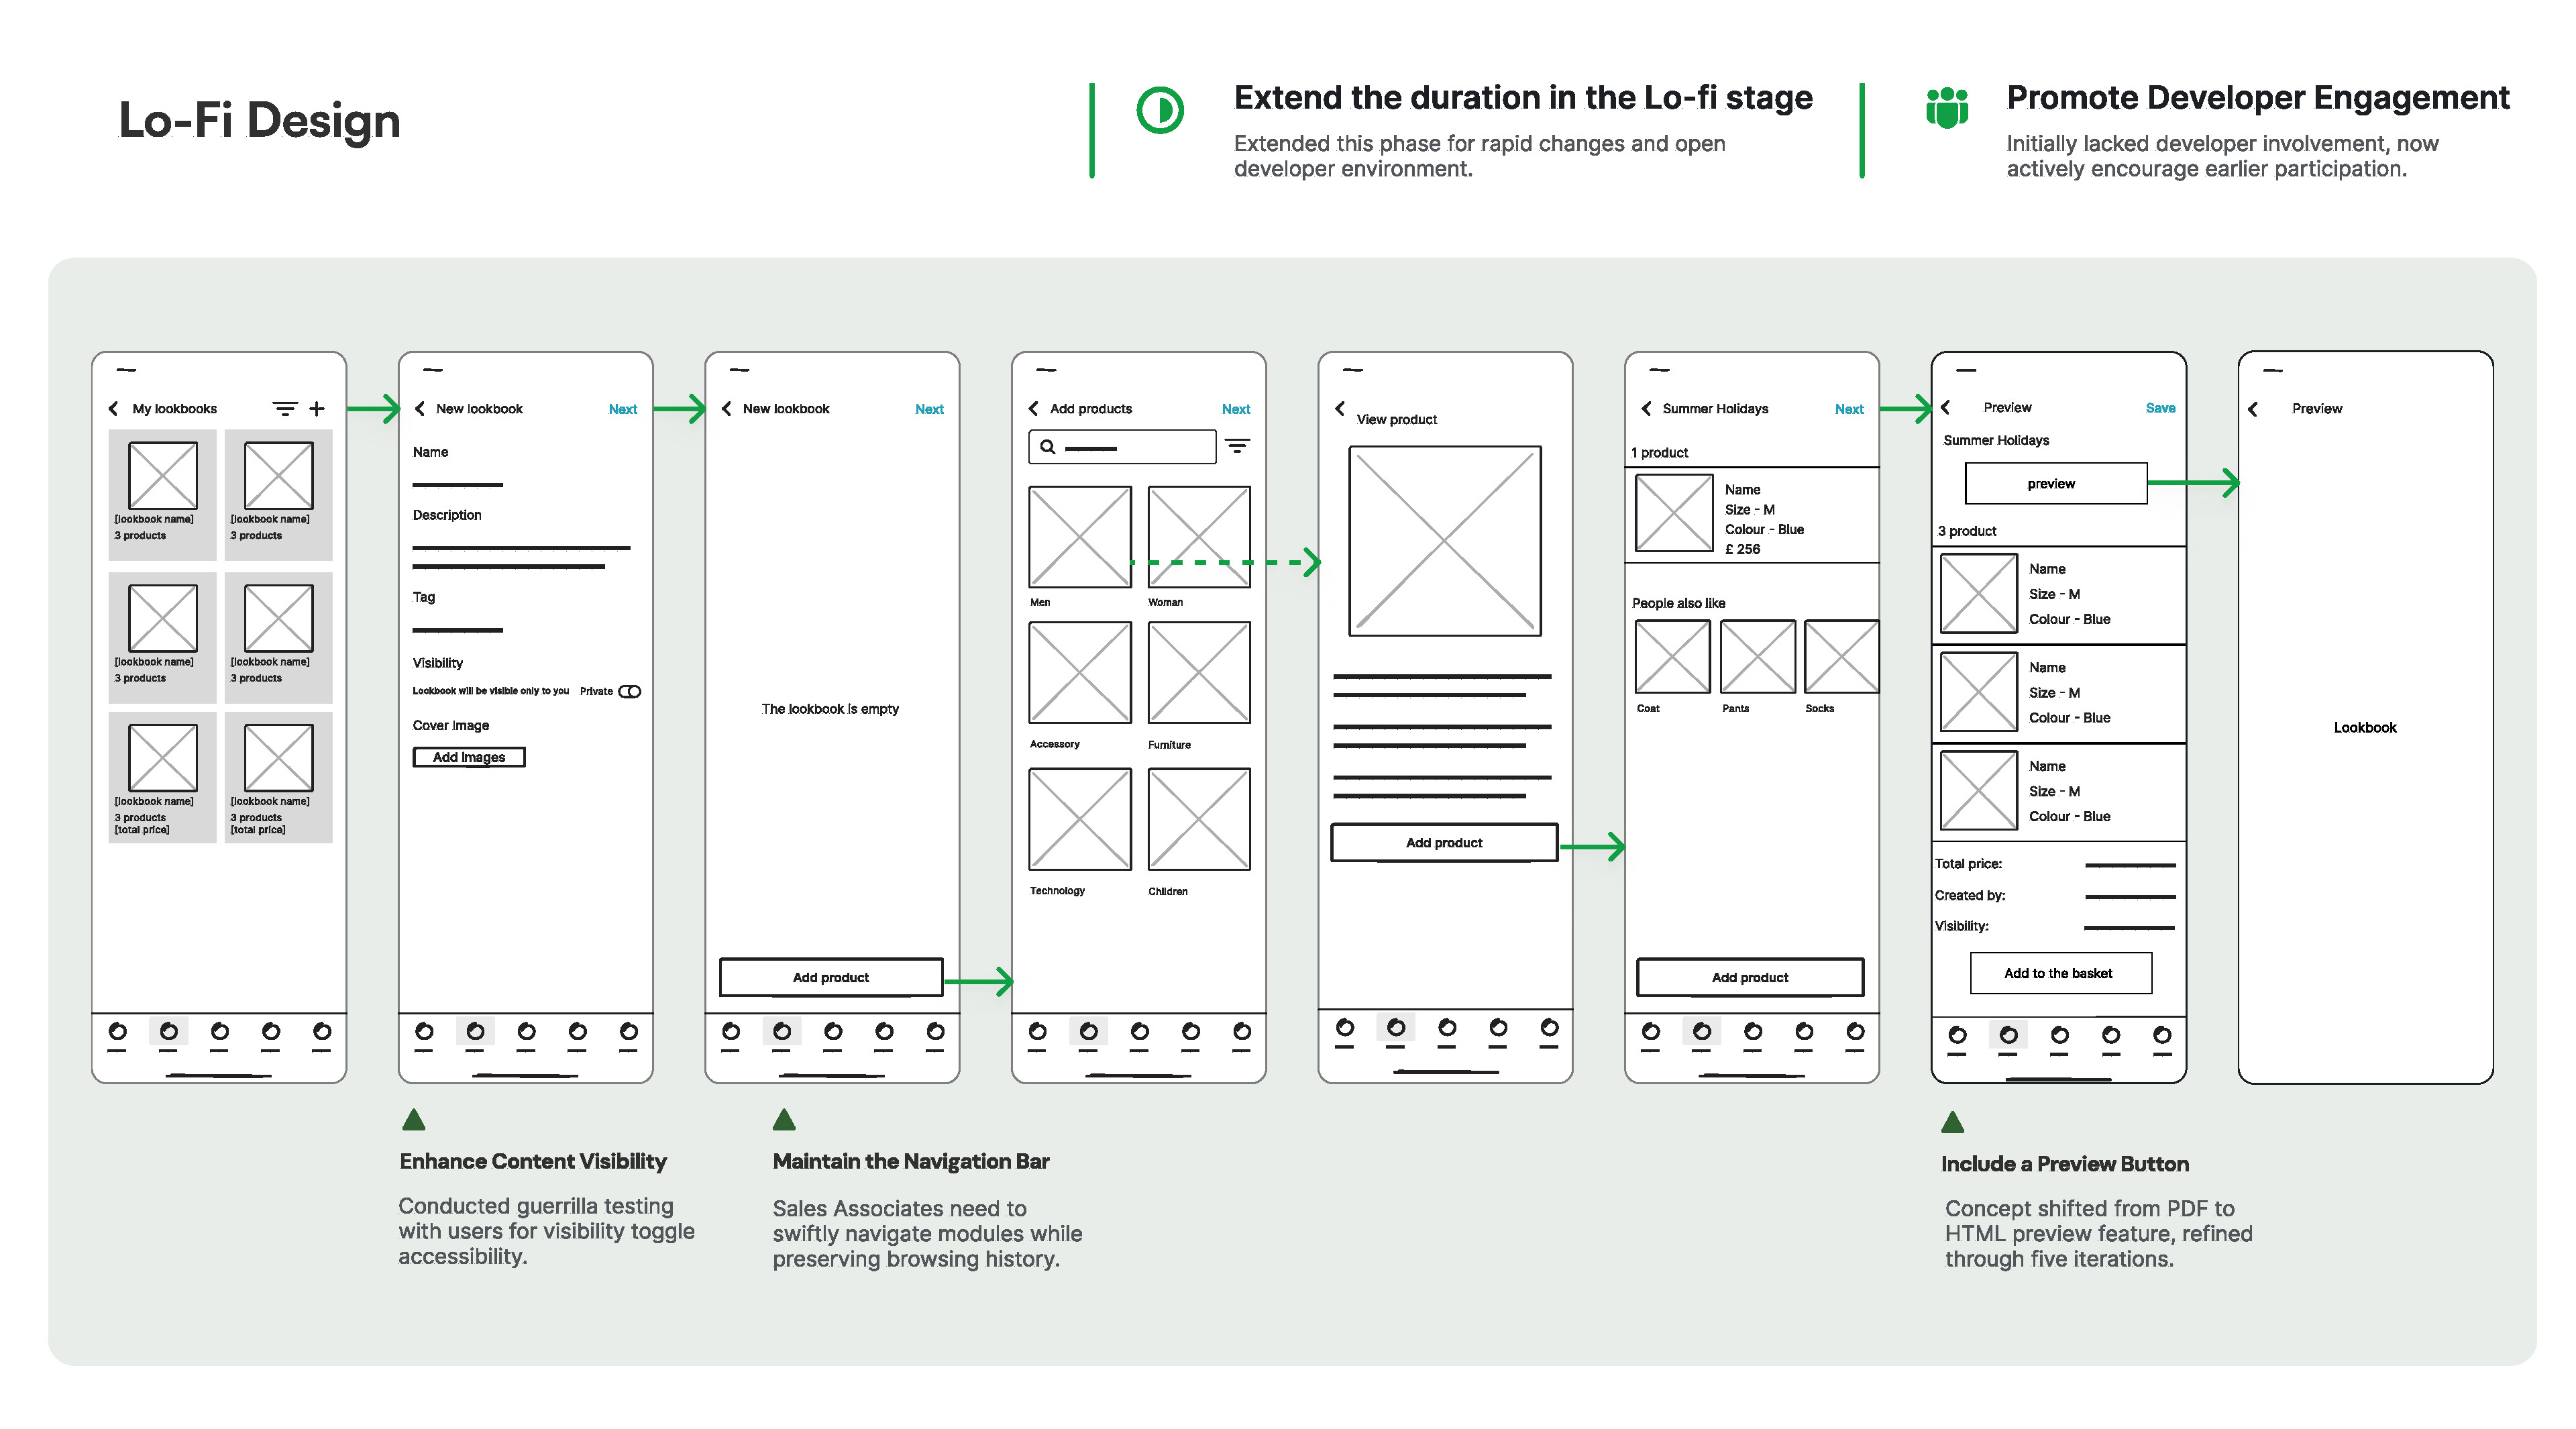 Lo-Fi Design
Extend the duration in the Lo-fi stage
Extended this phase for rapid changes and open
developer environment.
Promote Developer Engagement
Initially lacked developer involvement, now
actively encourage earlier participation.
My lookbooks
[lookbook name]
3 products
[lookbook name]
3 products
[lookbook name]
3 products
[lookbook name]
3 products
[lookbook name]
3 products
[total price]
[lookbook name]
3 products
[total price]
New lookbook
Next
Name
Description
Tag
Visibility
Lookbook will be visible only to you
Private
Cover Image
Add Images
New lookbook
Next
The lookbook is empty
Add product
Add products
Next
Men
Woman
Accessory
Furniture
Technology
Children
View product
Add product
Summer Holidays
Next
1 product
Name
Size - M
Colour - Blue
£ 256
People also like
Coat
Pants
Socks
Add product
Preview
Save
Summer Holidays
preview
3 product
Name
Size - M
Colour - Blue
Name
Size - M
Colour - Blue
Name
Size - M
Colour - Blue
Total price:
Created by:
Visibility:
Add to the basket
Preview
Lookbook
Enhance Content Visibility
Conducted guerrilla testing
with users for visibility toggle
accessibility.
Maintain the Navigation Bar
Sales Associates need to
swiftly navigate modules while
preserving browsing history.
Include a Preview Button
Concept shifted from PDF to
HTML preview feature, refined
through five iterations.